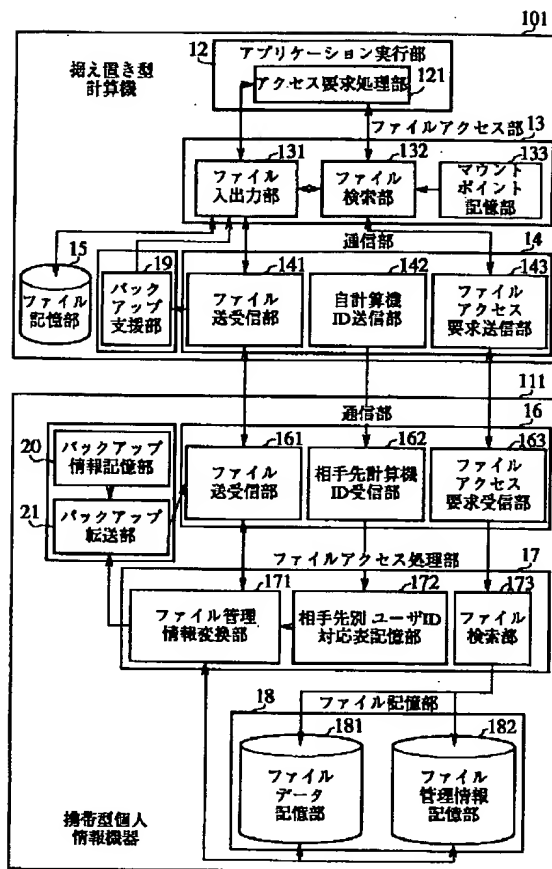 101
据え置き型
計算機
12
アプリケーション実行部
アクセス要求処理部
121
ファイルアクセス部
13
131
ファイル
入出力部
132
ファイル
検索部
133
マウント
ポイント
記憶部
通信部
14
15
ファイル
記憶部
19
バック
アップ
支援部
141
ファイル
送受信部
142
自計算機
ID送信部
143
ファイル
アクセス
要求送信部
111
通信部
16
20
バックアップ
情報記憶部
21
バックアップ
転送部
161
ファイル
送受信部
162
相手先計算機
ID受信部
163
ファイル
アクセス
要求受信部
ファイルアクセス処理部
17
171
ファイル管理
情報変換部
172
相手先別 ユーザID
対応表記憶部
173
ファイル
検索部
ファイル記憶部
18
181
ファイル
データ
記憶部
182
ファイル
管理情報
記憶部
携帯型個人
情報機器